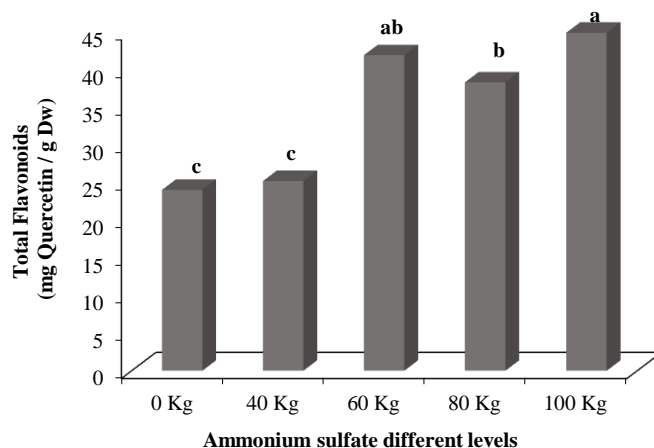 Total Flavonoids
(mg Quercetin / g Dw)
45
40
35
30
25
20
15
10
5
0
c
c
ab
b
a
0 Kg
40 Kg
60 Kg
80 Kg
100 Kg
Ammonium sulfate different levels